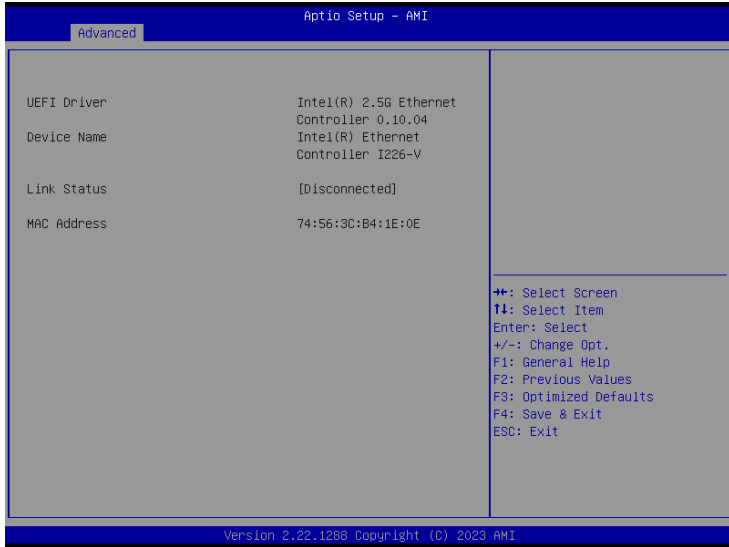 Aptio Setup - AMI
Advanced
UEFI Driver Intel(R) 2.5G Ethernet
Controller 0.10.04
Device Name Intel(R) Ethernet
Controller I226-V
Link Status [Disconnected]
MAC Address 74:56:3C:B4:1E:0E
→←: Select Screen
↑↓: Select Item
Enter: Select
+/-: Change Opt.
F1: General Help
F2: Previous Values
F3: Optimized Defaults
F4: Save & Exit
ESC: Exit
Version 2.22.1288 Copyright (C) 2023 AMI